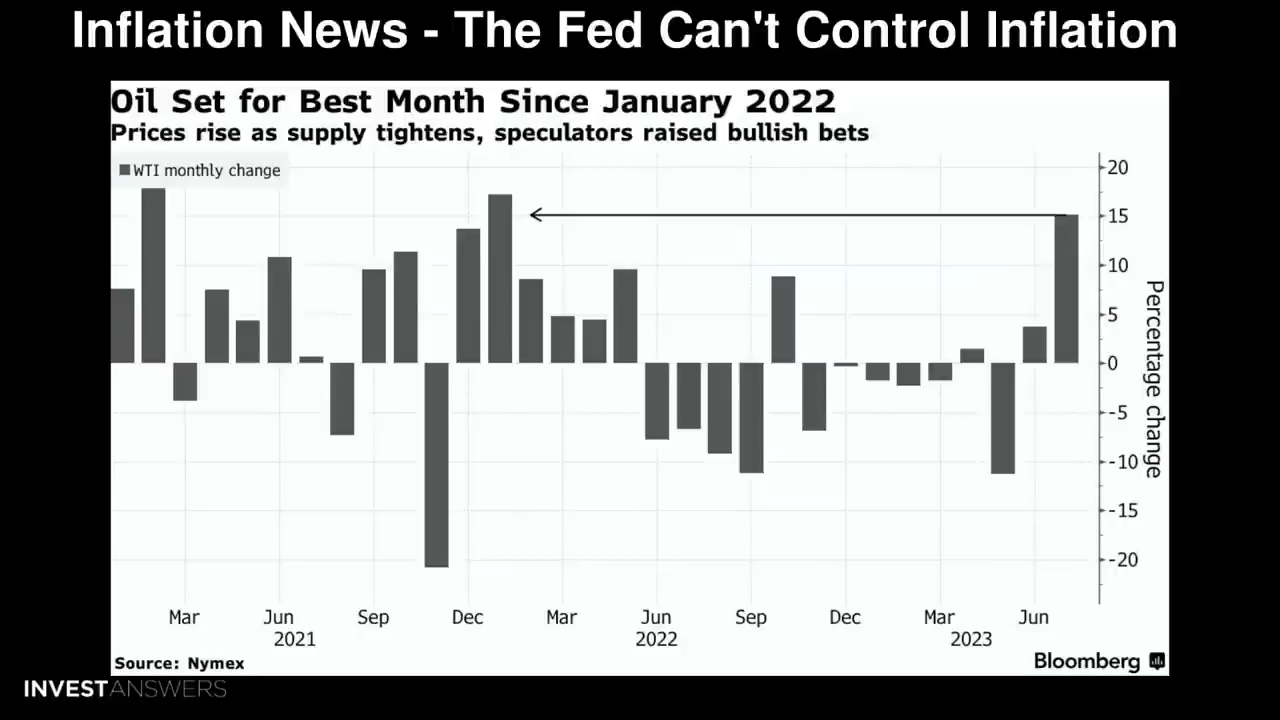 Inflation News - The Fed Can't Control Inflation
Oil Set for Best Month Since January 2022
Prices rise as supply tightens, speculators raised bullish bets
WTI monthly change
20
15
10
5
0
-5
-10
-15
-20
Percentage change
Mar Jun Sep Dec Mar Jun Sep Dec Mar Jun
2021 2022 2023
Source: Nymex
Bloomberg
INVESTANSWERS